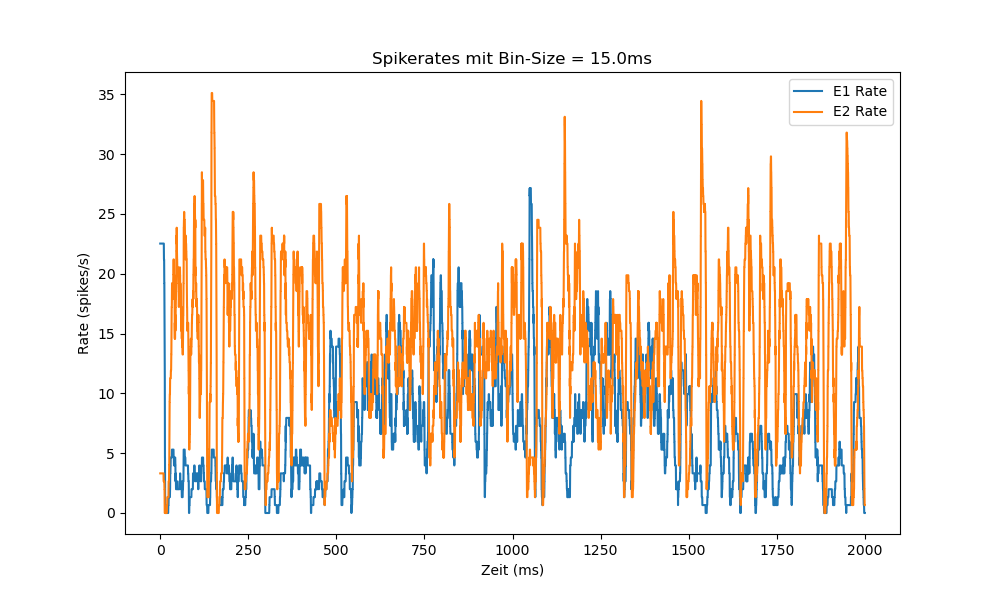 Spikerates mit Bin-Size = 15.0ms
E1 Rate
E2 Rate
Rate (spikes/s)
35
30
25
20
15
10
5
0
0 250 500 750 1000 1250 1500 1750 2000
Zeit (ms)